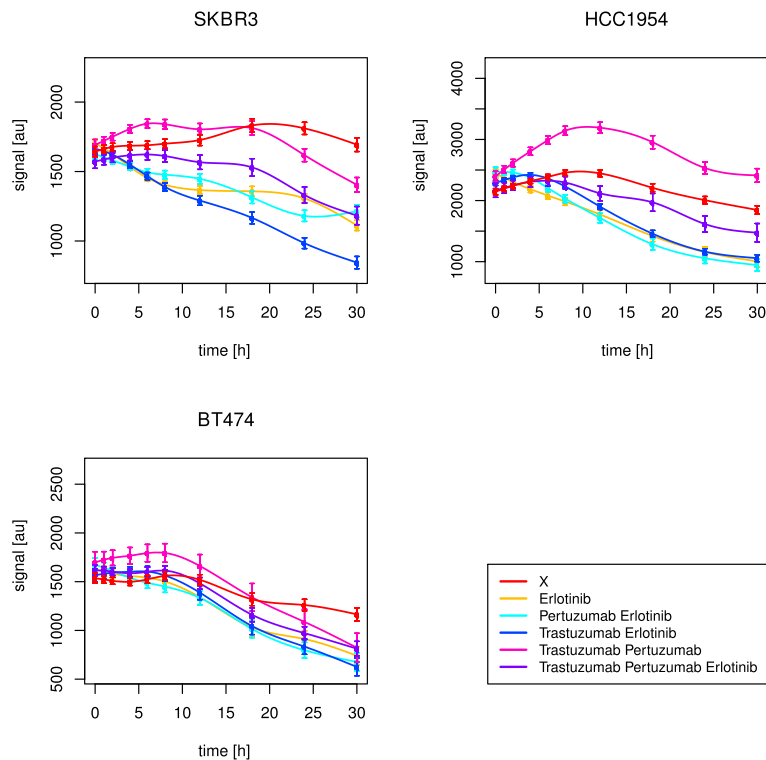 SKBR3
HCC1954
signal [au]
2000
1500
1000
0 5 10 15 20 25 30
time [h]
signal [au]
4000
3000
2000
1000
0 5 10 15 20 25 30
time [h]
BT474
signal [au]
2500
2000
1500
1000
500
0 5 10 15 20 25 30
time [h]
X
Erlotinib
Pertuzumab Erlotinib
Trastuzumab Erlotinib
Trastuzumab Pertuzumab
Trastuzumab Pertuzumab Erlotinib